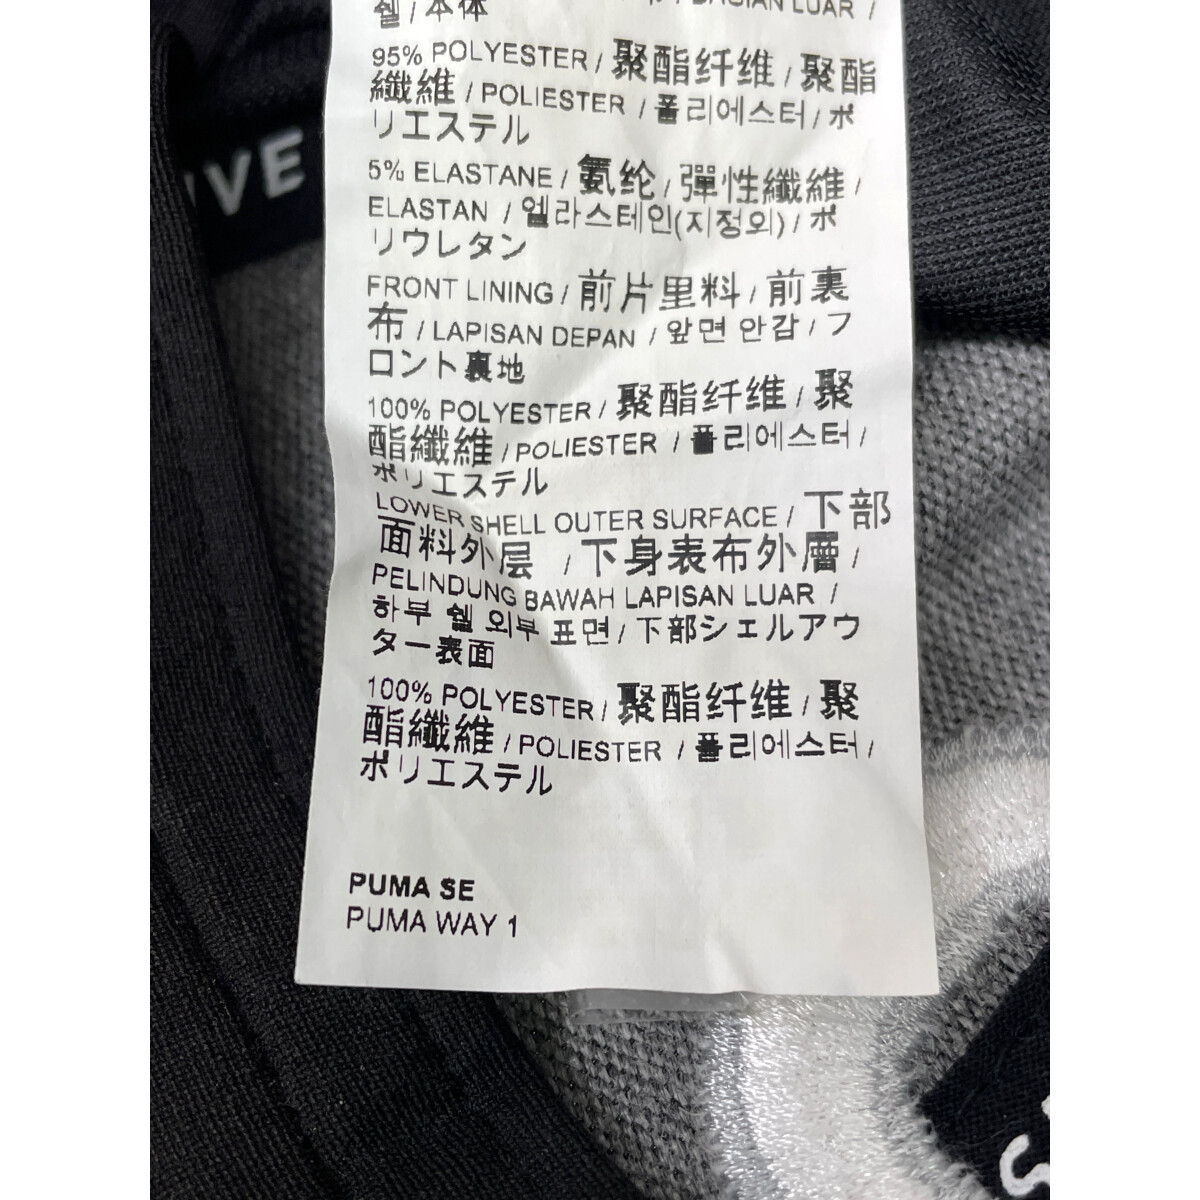 쉘 / 本体
BAGIAN LUAR /
95% POLYESTER / 聚酯纤维 / 聚酯
纖維 / POLIESTER / 폴리에스터 / ポ
リエステル
5% ELASTANE / 氨纶 / 彈性纖維 /
ELASTAN / 엘라스테인(지정외) / ポ
リウレタン
FRONT LINING / 前片里料 / 前裏
布 / LAPISAN DEPAN / 앞면 안감 / フ
ロント裏地
100% POLYESTER / 聚酯纤维 / 聚
酯纖維 / POLIESTER / 폴리에스터 /
ポリエステル
LOWER SHELL OUTER SURFACE / 下部
面料外层 / 下身表布外層 /
PELINDUNG BAWAH LAPISAN LUAR /
하부 쉘 외부 표면 / 下部シェルアウ
ター表面
100% POLYESTER / 聚酯纤维 / 聚
酯纖維 / POLIESTER / 폴리에스터 /
ポリエステル
PUMA SE
PUMA WAY 1